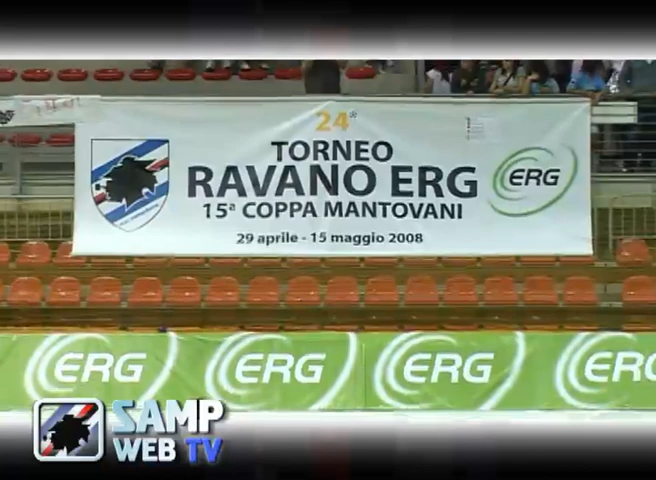 24°
TORNEO
RAVANO ERG
15ª COPPA MANTOVANI
29 aprile - 15 maggio 2008
ERG
ERG ERG ERG ERG
SAMP
WEB TV